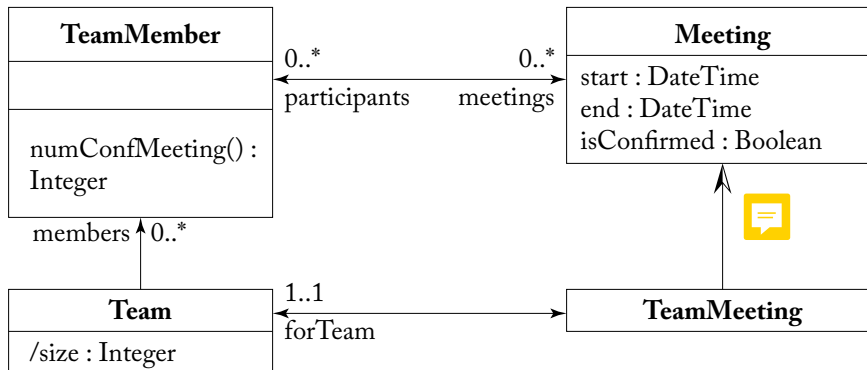 TeamMember
numConfMeeting() :
Integer
0..*
participants
0..*
meetings
Meeting
start : DateTime
end : DateTime
isConfirmed : Boolean
members
0..*
Team
/size : Integer
1..1
forTeam
TeamMeeting